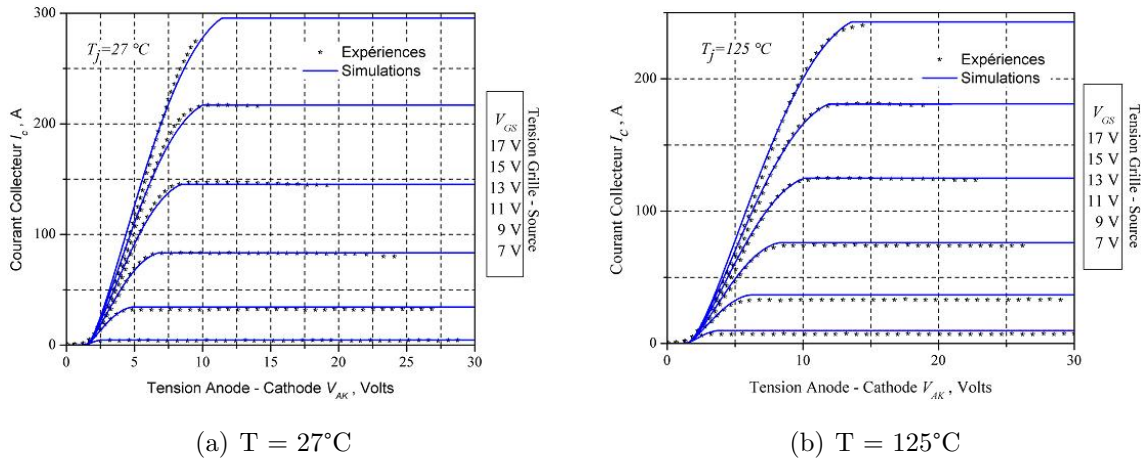 300
200
100
0
0 5 10 15 20 25 30
Courant Collecteur Ic , A
Tj=27 °C
Expériences
Simulations
Tension Anode - Cathode VAK , Volts
VGS
17 V
15 V
13 V
11 V
9 V
7 V
Tension Grille - Source
(a) T = 27°C
200
100
0
0 5 10 15 20 25 30
Courant Collecteur IC , A
Tj=125 °C
Expériences
Simulations
Tension Anode - Cathode VAK , Volts
VGS
17 V
15 V
13 V
11 V
9 V
7 V
Tension Grille - Source
(b) T = 125°C